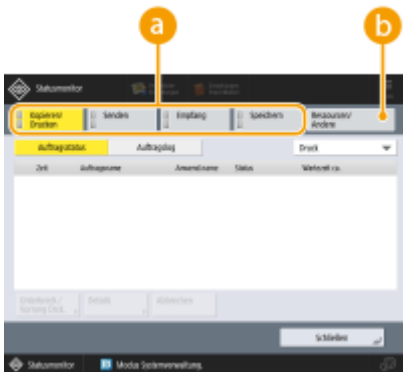 a
b
Statusmonitor
Kopieren/
Drucken
Senden
Empfang
Speichern
Ressourcen/
Andere
Auftragsstatus
Auftragslog
Druck
Zeit
Auftragsname
Anwendername
Status
Wartezeit ca.
Details
Abbrechen
Schließen
Statusmonitor
Modus Systemverwaltung.